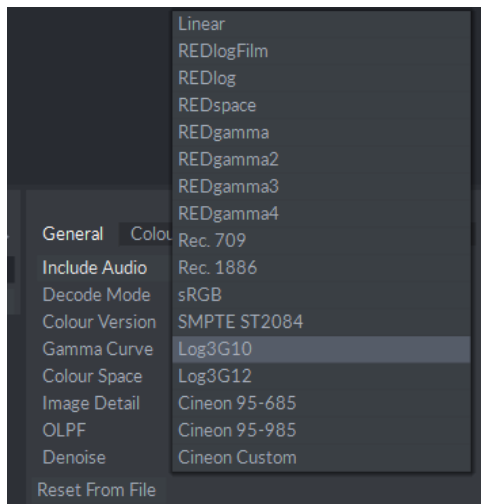 Linear
REDlogFilm
REDlog
REDspace
REDgamma
REDgamma2
REDgamma3
REDgamma4
Rec. 709
Rec. 1886
sRGB
SMPTE ST2084
Log3G10
Log3G12
Cineon 95-685
Cineon 95-985
Cineon Custom
General
Include Audio
Decode Mode
Colour Version
Gamma Curve
Colour Space
Image Detail
OLPF
Denoise
Reset From File